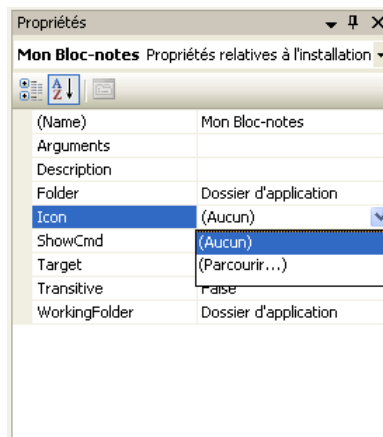 Propriétés
Mon Bloc-notes Propriétés relatives à l'installation
(Name) Mon Bloc-notes
Arguments
Description
Folder Dossier d'application
Icon (Aucun)
ShowCmd (Aucun)
Target (Parcourir...)
Transitive False
WorkingFolder Dossier d'application